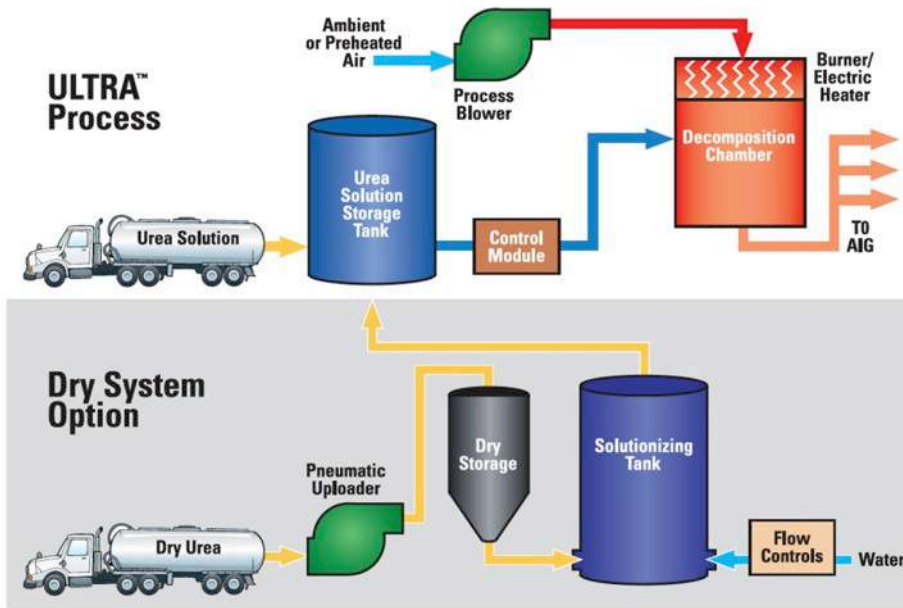 Ambient
or Preheated
Air
ULTRA™
Process
Process
Blower
Burner/
Electric
Heater
Decomposition
Chamber
Urea
Solution
Storage
Tank
Urea Solution
Control
Module
TO
AIG
Dry System
Option
Pneumatic
Uploader
Dry
Storage
Solutionizing
Tank
Dry Urea
Flow
Controls
Water